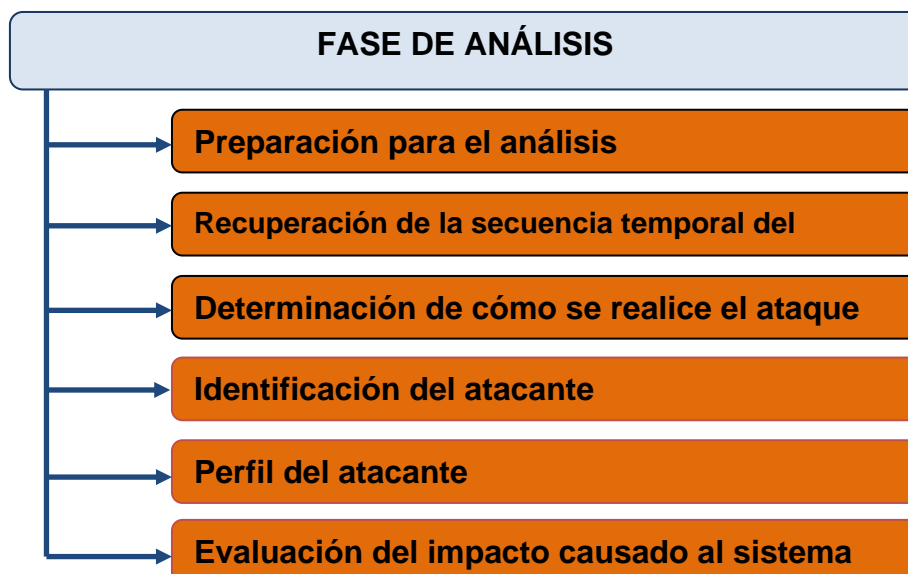 FASE DE ANÁLISIS
Preparación para el análisis
Recuperación de la secuencia temporal del
Determinación de cómo se realice el ataque
Identificación del atacante
Perfil del atacante
Evaluación del impacto causado al sistema